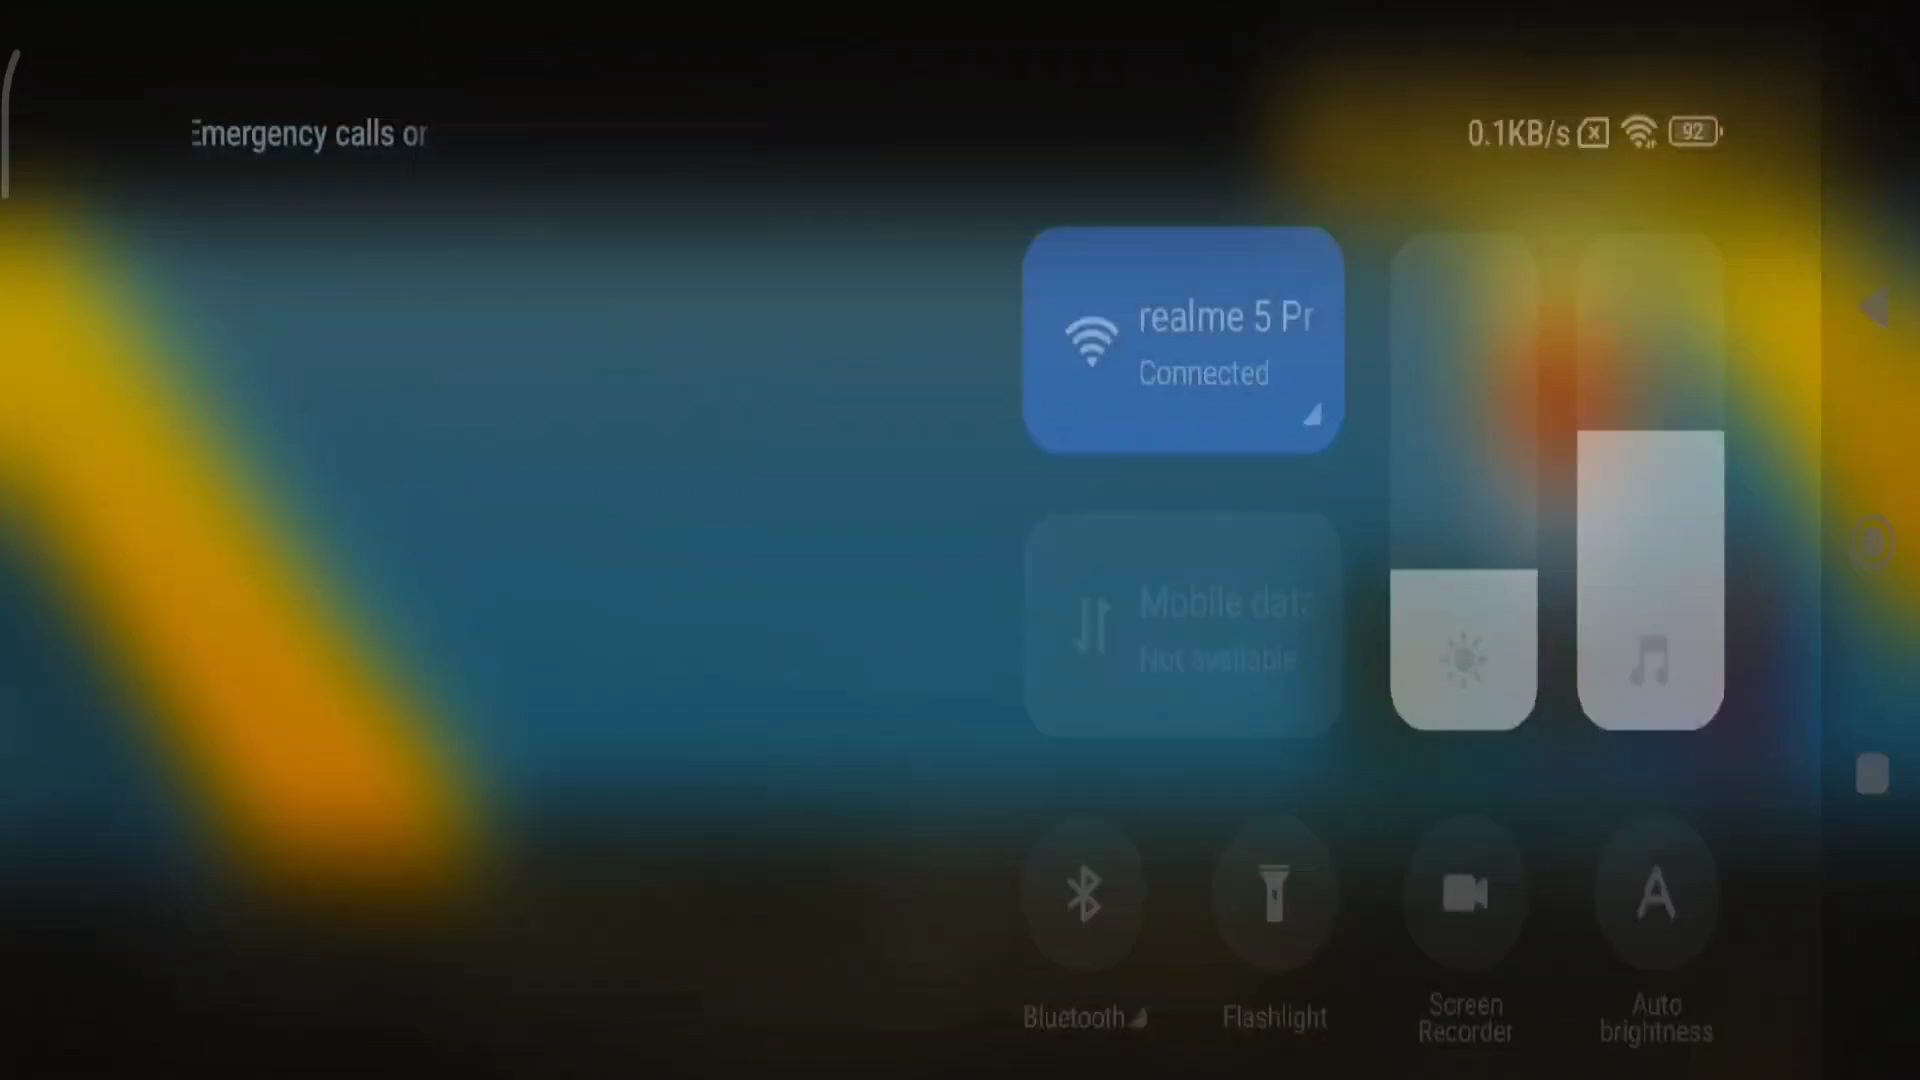 Emergency calls or
0.1KB/s 92
realme 5 Pr
Connected
Mobile data
Not available
Bluetooth
Flashlight
Screen
Recorder
Auto
brightness